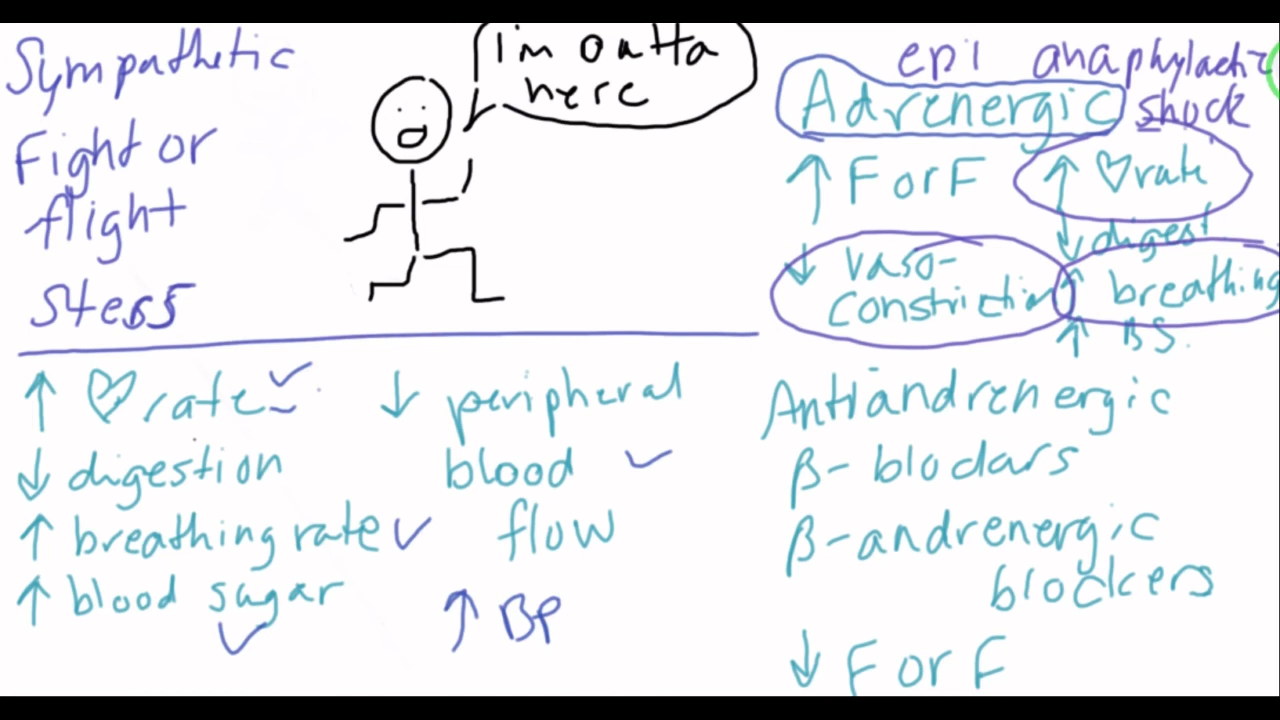 Sympathetic
Fight or
flight
Stess
I'm outta
here
epi anaphylactic
shock
Adrenergic
↑ F or F
↑ ♡ rate
↓ digest
↓ vaso-
constriction
↑ breathing
↑ BS.
↑ ♡ rate ✓
↓ digestion
↑ breathing rate ✓
↑ blood sugar
✓
↓ peripheral
blood ✓
flow
↑ BP
Antiandrenergic
β-blockars
β-andrenergic
blockers
↓ F or F